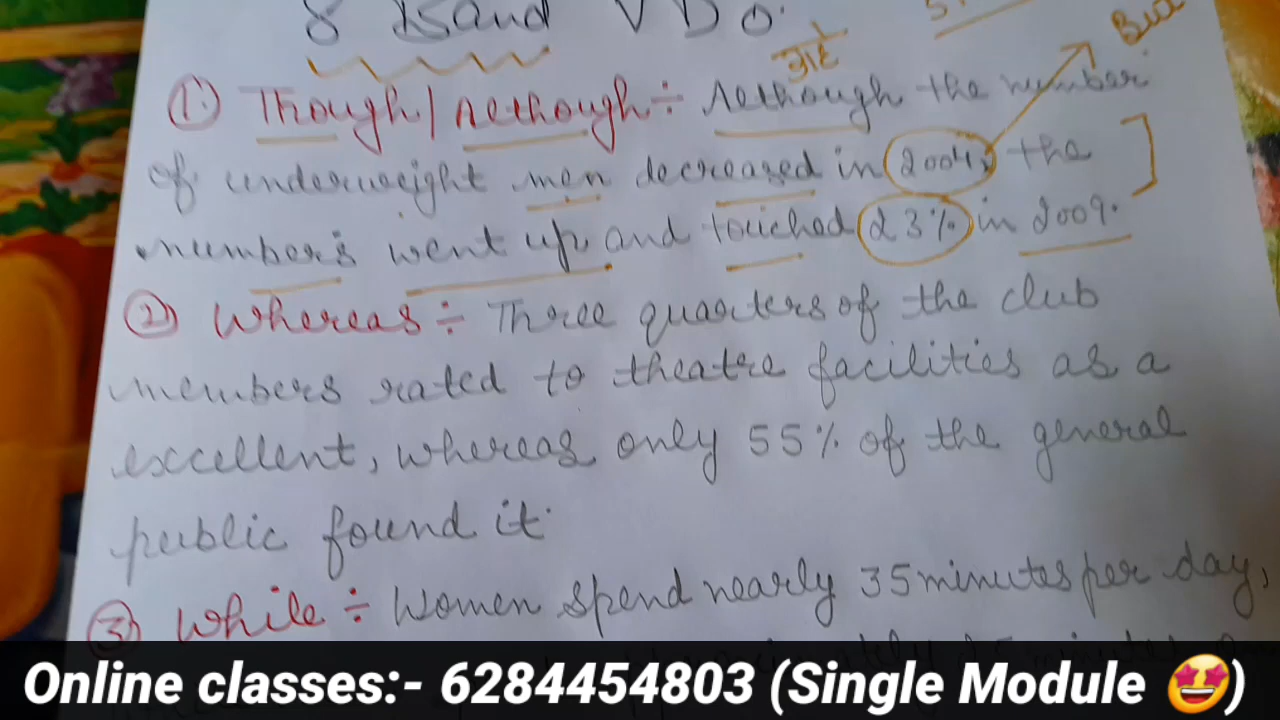 8 Band VDO.
ਭਾਵੇਂ
But
① Though/Although ÷ Although the number
of underweight men decreased in 2004, the
number's went up and touched 23% in 2009.
② Whereas ÷ Three quarters of the club
members rated to theatre facilities as a
excellent, whereas only 55% of the general
public found it.
③ While ÷ Women spend nearly 35 minutes per day,
Online classes:- 6284454803 (Single Module 🤩)